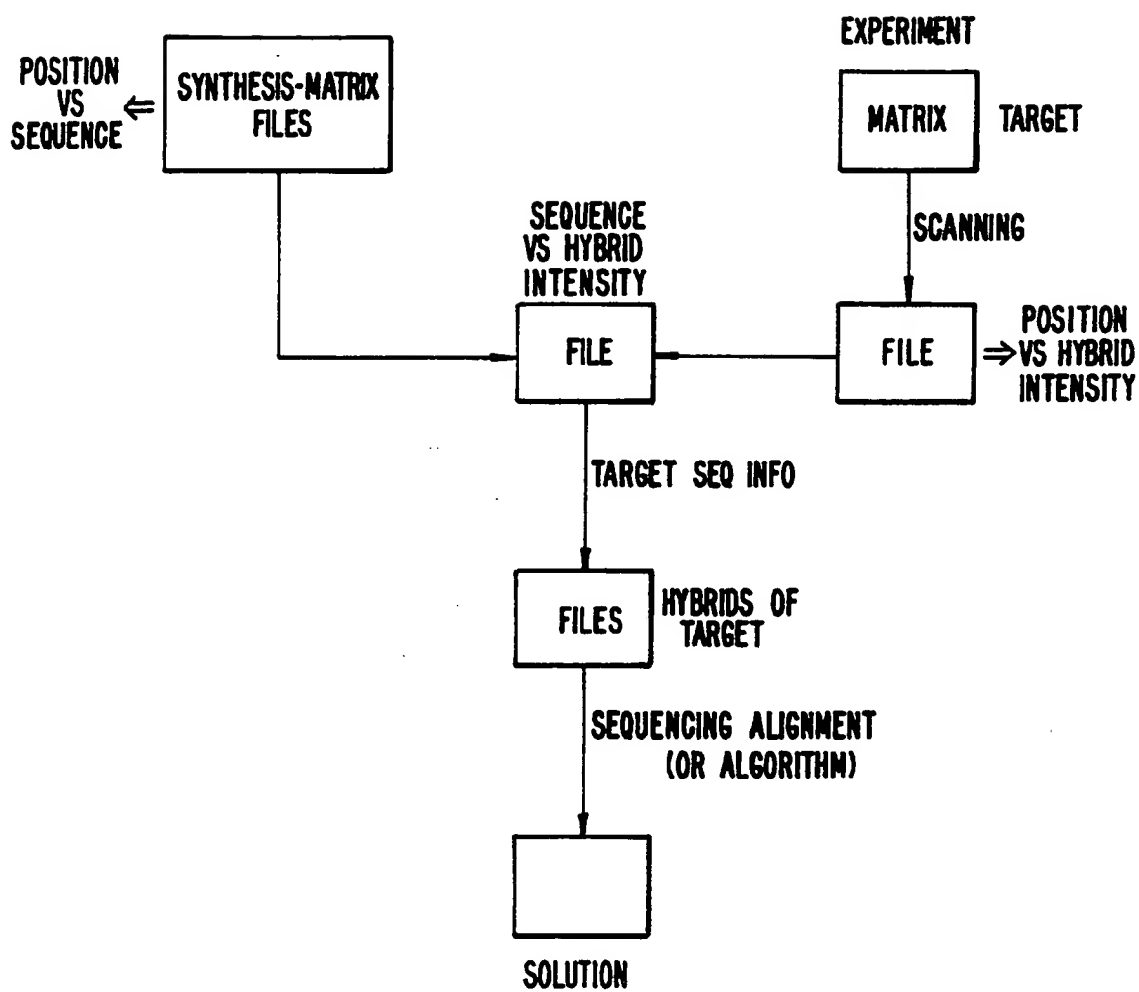 POSITION
VS
SEQUENCE
SYNTHESIS-MATRIX
FILES
EXPERIMENT
MATRIX
TARGET
SCANNING
SEQUENCE
VS HYBRID
INTENSITY
FILE
FILE
POSITION
VS HYBRID
INTENSITY
TARGET SEQ INFO
FILES
HYBRIDS OF
TARGET
SEQUENCING ALIGNMENT
(OR ALGORITHM)
SOLUTION